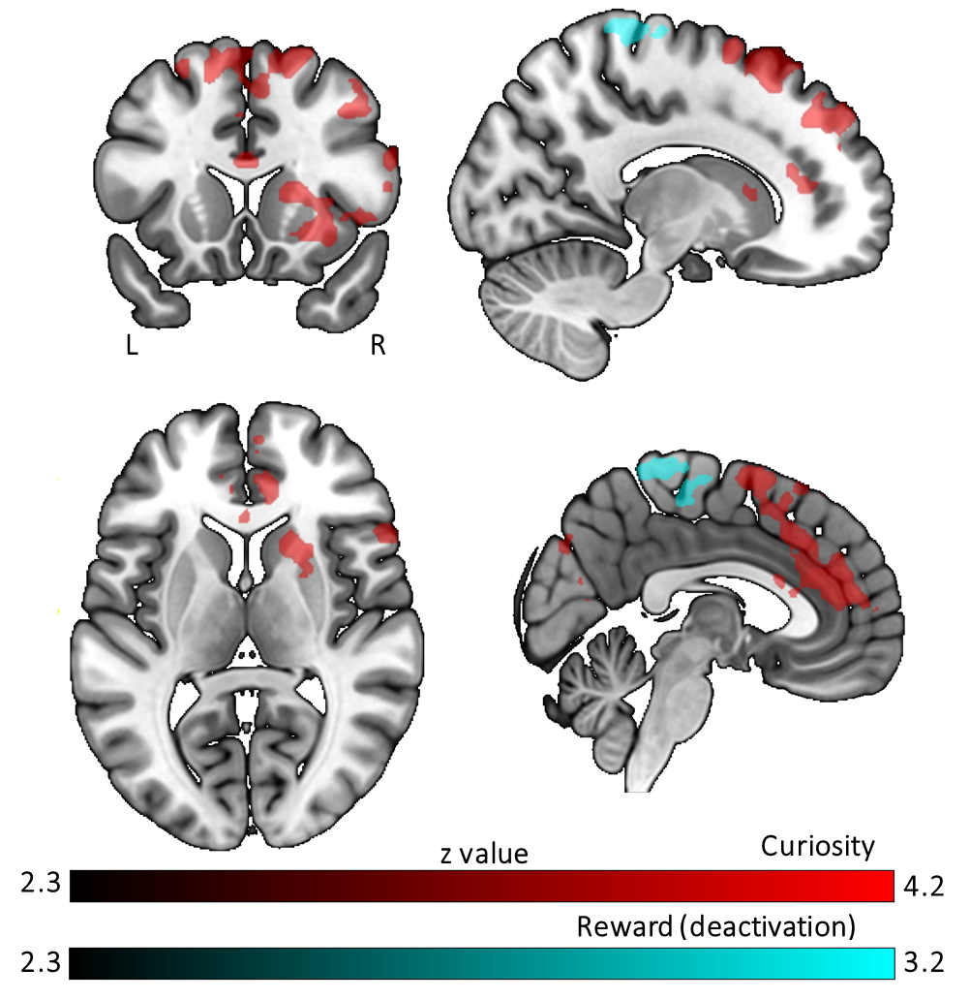 L R
z value Curiosity
2.3 4.2
Reward (deactivation)
2.3 3.2